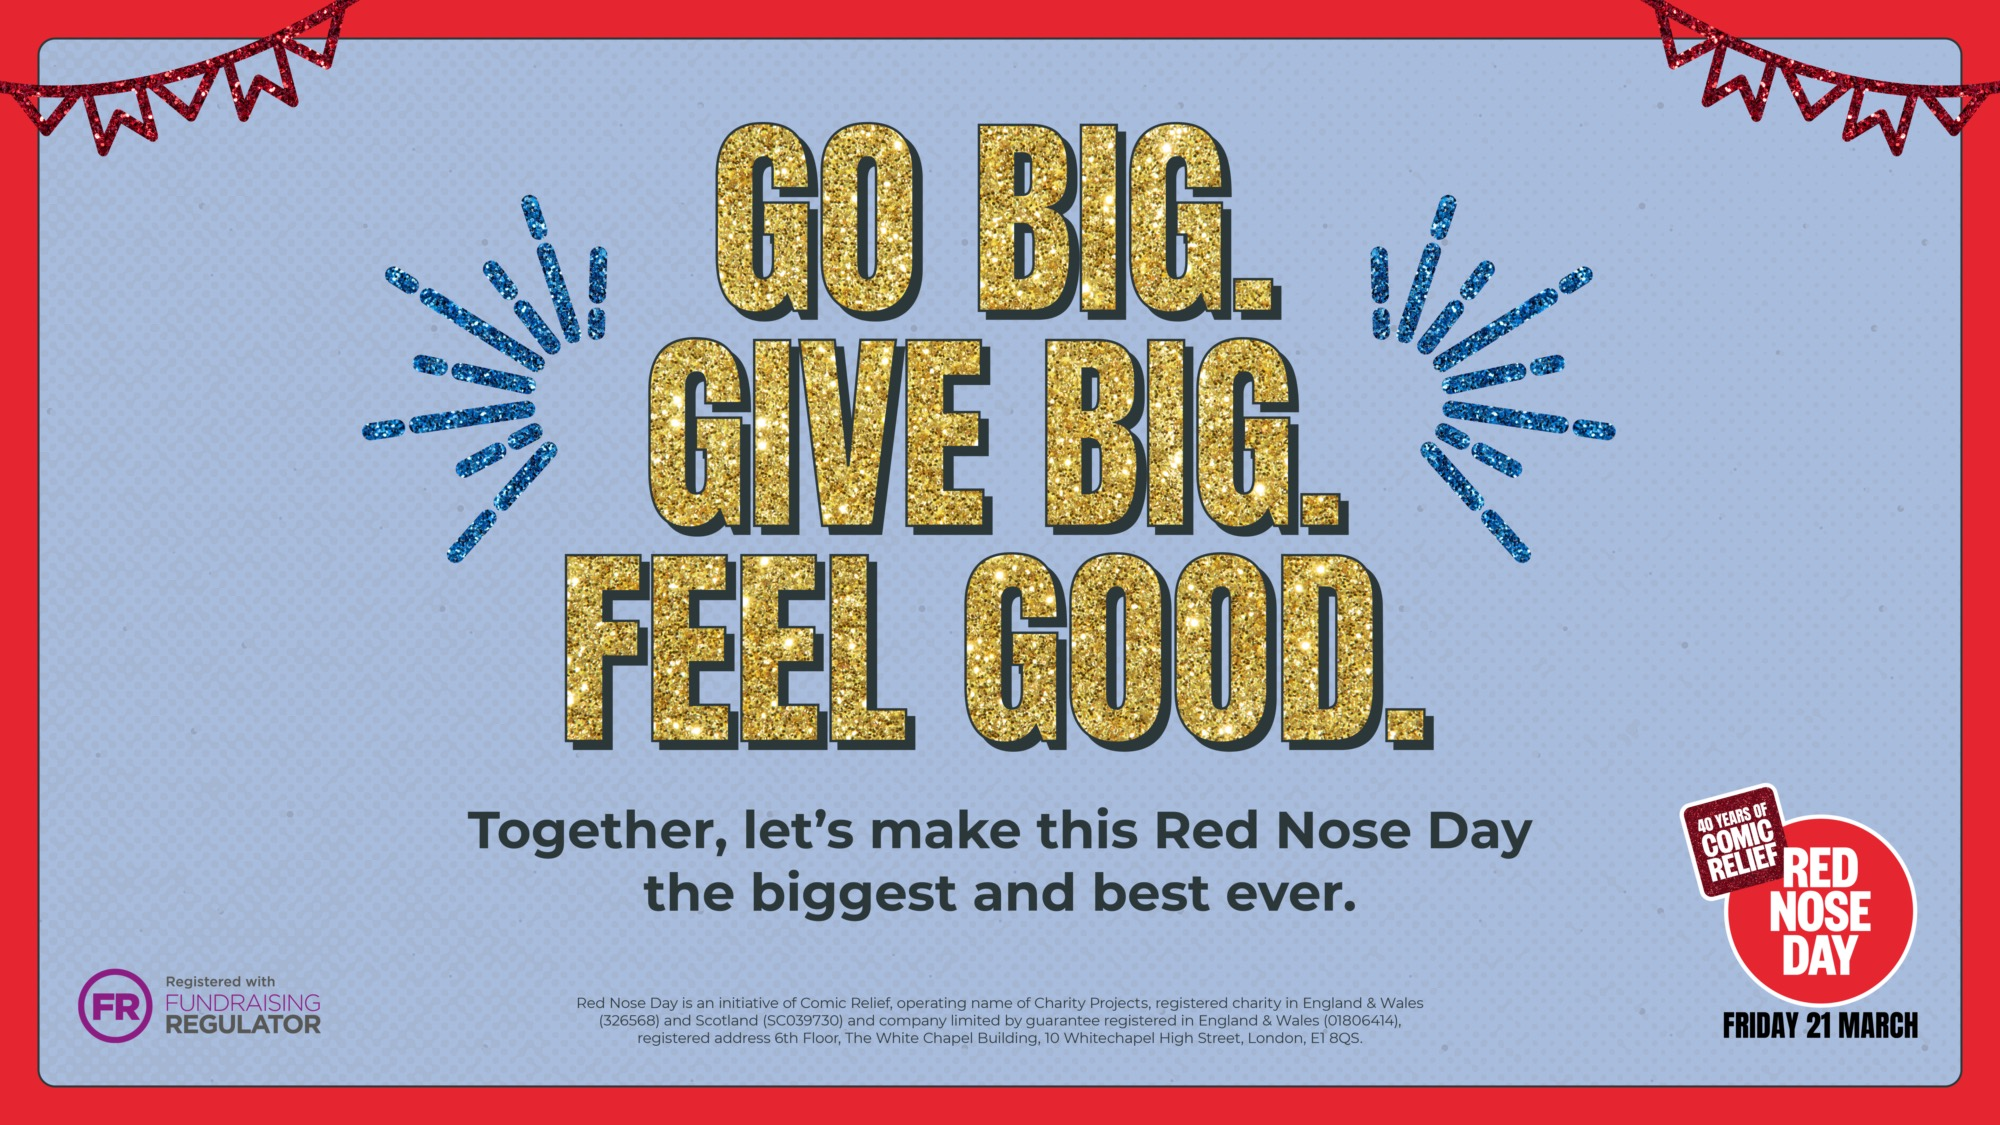 GO BIG.
GIVE BIG.
FEEL GOOD.
Together, let’s make this Red Nose Day
the biggest and best ever.
40 YEARS OF
COMIC
RELIEF
RED
NOSE
DAY
FRIDAY 21 MARCH
FR
Registered with
FUNDRAISING
REGULATOR
Red Nose Day is an initiative of Comic Relief, operating name of Charity Projects, registered charity in England & Wales
(326568) and Scotland (SC039730) and company limited by guarantee registered in England & Wales (01806414),
registered address 6th Floor, The White Chapel Building, 10 Whitechapel High Street, London, E1 8QS.